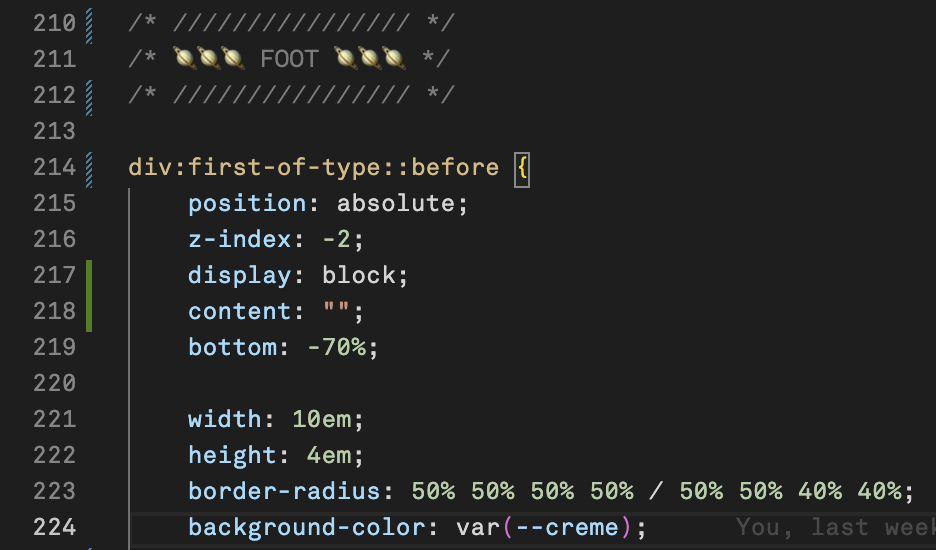 210 /* //////////////// */
211 /* 🪐🪐🪐 FOOT 🪐🪐🪐 */
212 /* //////////////// */
213
214 div:first-of-type::before {
215 position: absolute;
216 z-index: -2;
217 display: block;
218 content: "";
219 bottom: -70%;
220
221 width: 10em;
222 height: 4em;
223 border-radius: 50% 50% 50% 50% / 50% 50% 40% 40%;
224 background-color: var(--creme); You, last week